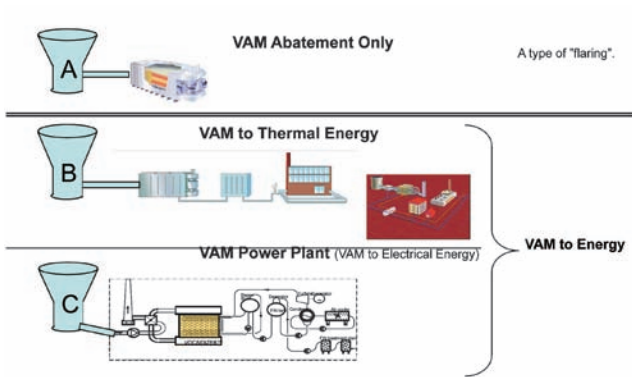 VAM Abatement Only
A type of "flaring".
A
VAM to Thermal Energy
B
VAM to Energy
VAM Power Plant (VAM to Electrical Energy)
C
VOCSIDIZER